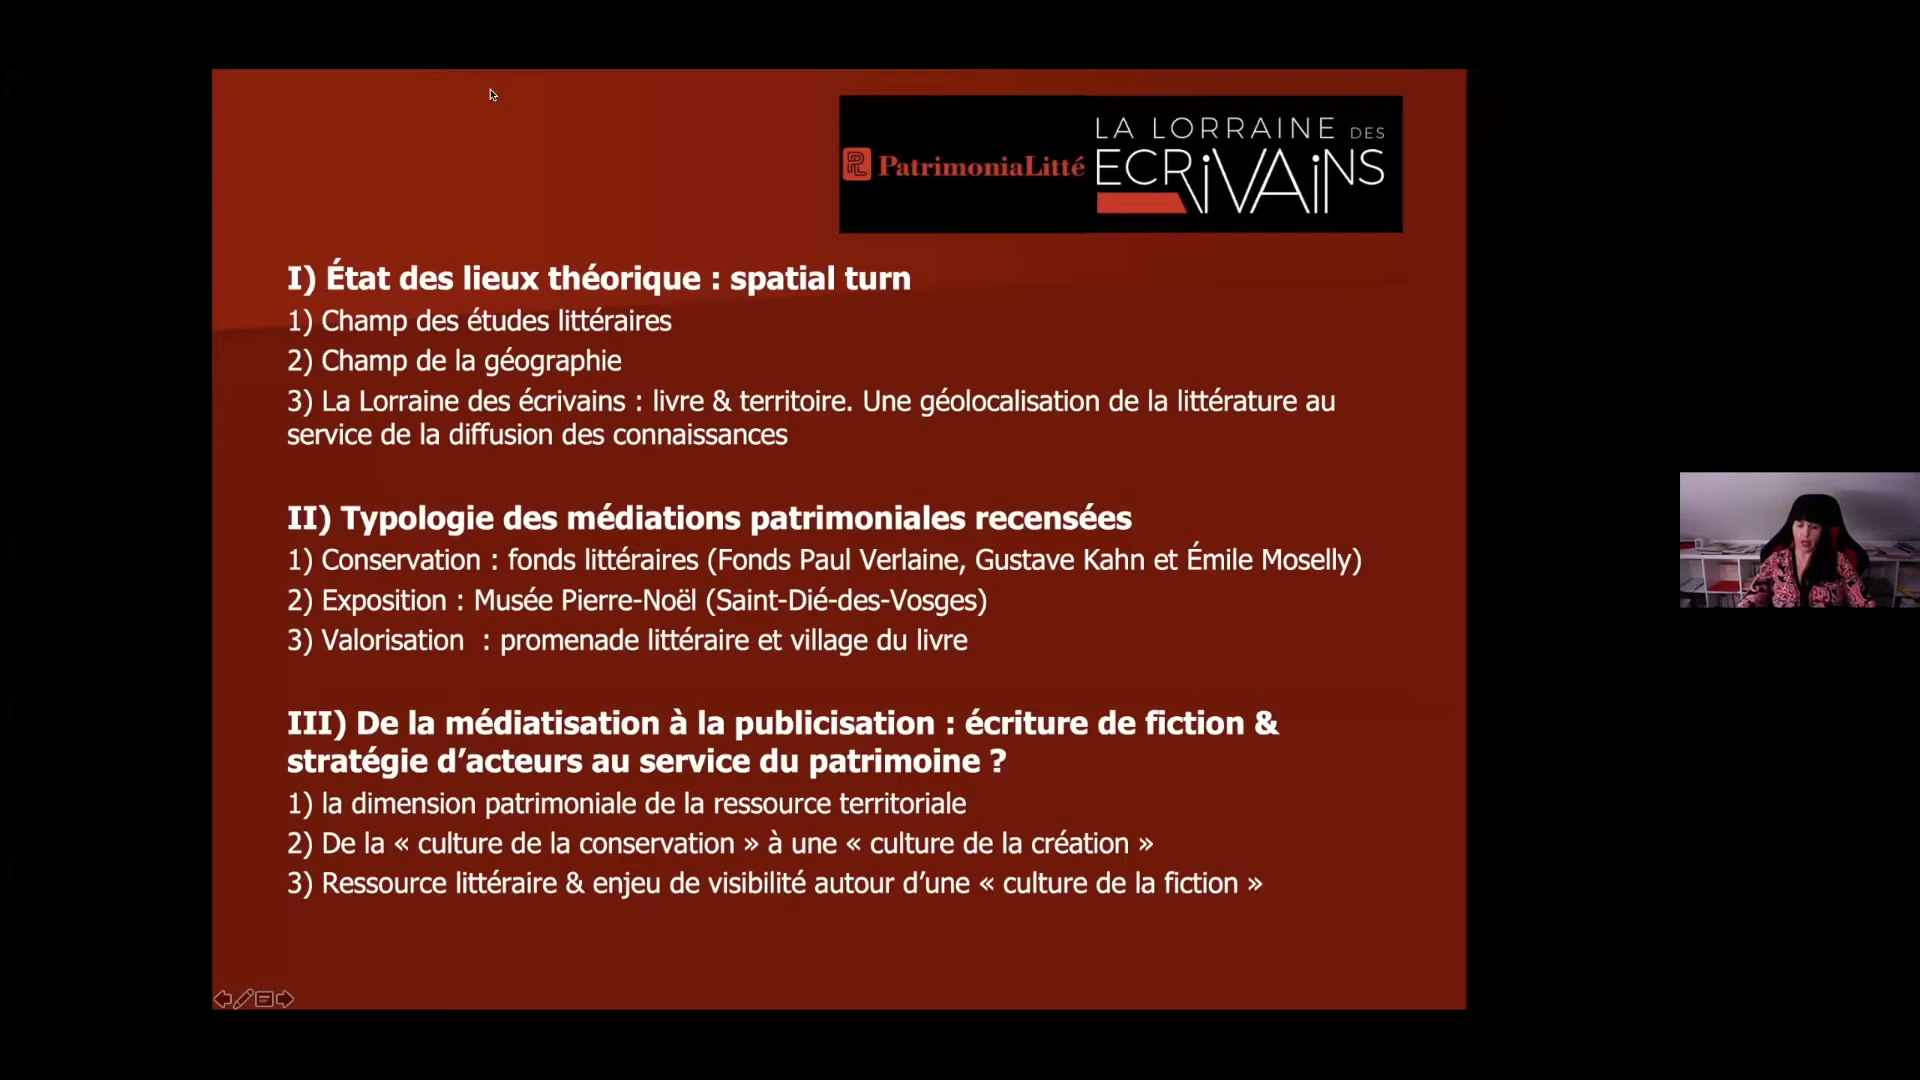 PatrimoniaLitté
LA LORRAINE DES
ECRiVAiNS
I) État des lieux théorique : spatial turn
1) Champ des études littéraires
2) Champ de la géographie
3) La Lorraine des écrivains : livre & territoire. Une géolocalisation de la littérature au
service de la diffusion des connaissances
II) Typologie des médiations patrimoniales recensées
1) Conservation : fonds littéraires (Fonds Paul Verlaine, Gustave Kahn et Émile Moselly)
2) Exposition : Musée Pierre-Noël (Saint-Dié-des-Vosges)
3) Valorisation  : promenade littéraire et village du livre
III) De la médiatisation à la publicisation : écriture de fiction &
stratégie d’acteurs au service du patrimoine ?
1) la dimension patrimoniale de la ressource territoriale
2) De la « culture de la conservation » à une « culture de la création »
3) Ressource littéraire & enjeu de visibilité autour d’une « culture de la fiction »